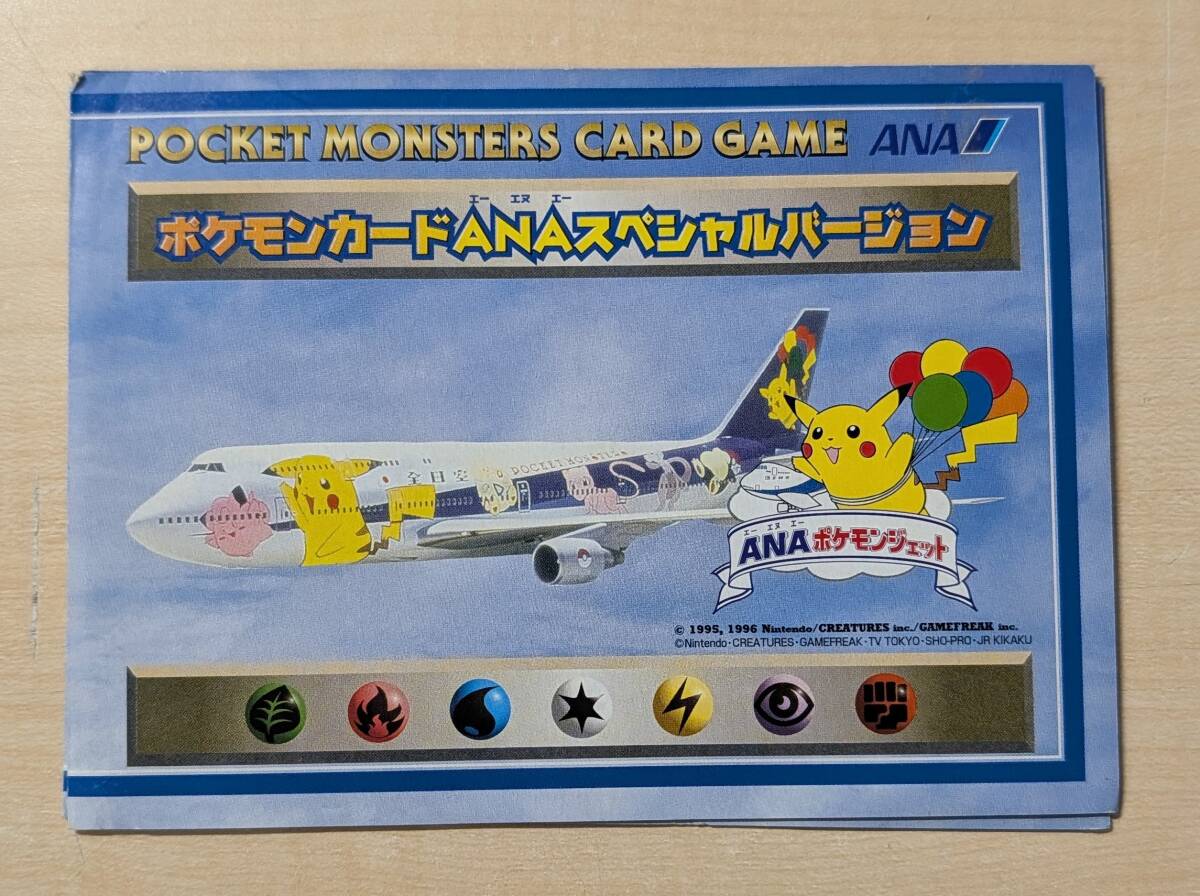 POCKET MONSTERS CARD GAME ANA
エー エヌ エー
ポケモンカードANAスペシャルバージョン
全日空 POCKET MONSTERS
エー エヌ エー
ANAポケモンジェット
© 1995, 1996 Nintendo/CREATURES inc./GAMEFREAK inc.
©Nintendo・CREATURES・GAMEFREAK・TV TOKYO・SHO-PRO・JR KIKAKU